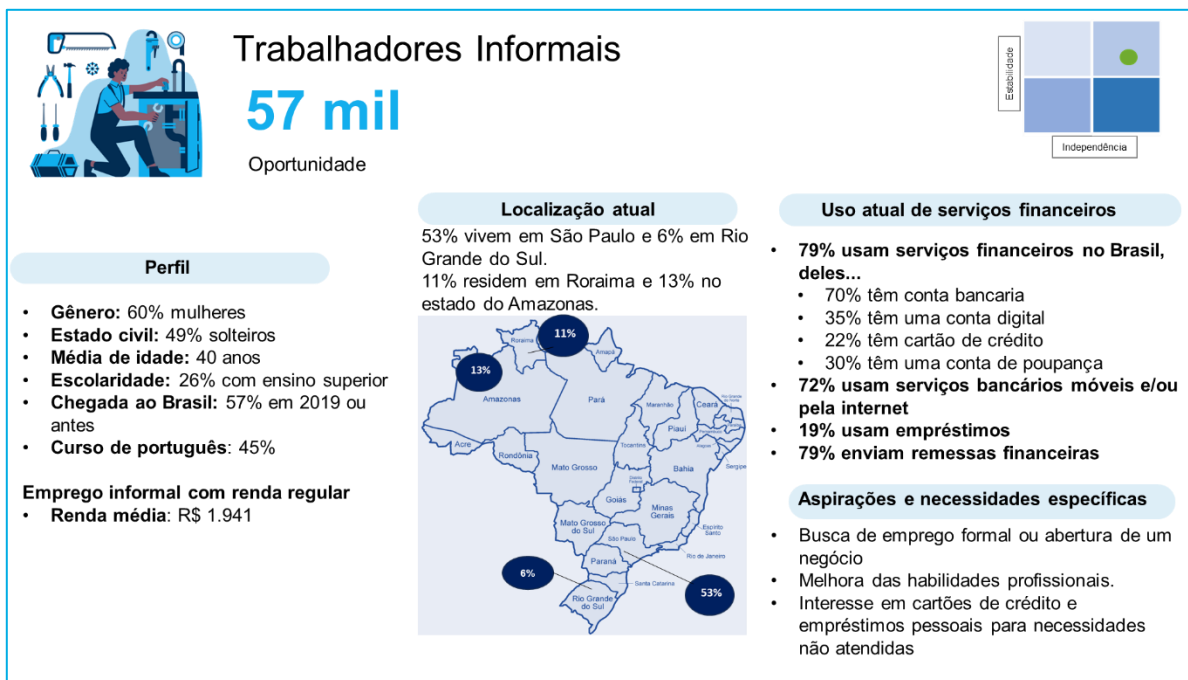 Trabalhadores Informais
57 mil
Oportunidade
Estabilidade
Independência
Perfil
• Gênero: 60% mulheres
• Estado civil: 49% solteiros
• Média de idade: 40 anos
• Escolaridade: 26% com ensino superior
• Chegada ao Brasil: 57% em 2019 ou
antes
• Curso de português: 45%
Emprego informal com renda regular
• Renda média: R$ 1.941
Localização atual
53% vivem em São Paulo e 6% em Rio
Grande do Sul.
11% residem em Roraima e 13% no
estado do Amazonas.
11%
Roraima
Amapá
13%
Amazonas
Pará
Maranhão
Ceará
Piauí
Acre
Rondônia
Tocantins
Sergipe
Mato Grosso
Bahia
Goiás
Minas
Gerais
Mato Grosso
do Sul
Espírito
Santo
São Paulo
Rio de Janeiro
Paraná
6%
Santa Catarina
53%
Rio Grande
do Sul
Uso atual de serviços financeiros
• 79% usam serviços financeiros no Brasil,
deles...
• 70% têm conta bancaria
• 35% têm uma conta digital
• 22% têm cartão de crédito
• 30% têm uma conta de poupança
• 72% usam serviços bancários móveis e/ou
pela internet
• 19% usam empréstimos
• 79% enviam remessas financeiras
Aspirações e necessidades específicas
• Busca de emprego formal ou abertura de um
negócio
• Melhora das habilidades profissionais.
• Interesse em cartões de crédito e
empréstimos pessoais para necessidades
não atendidas